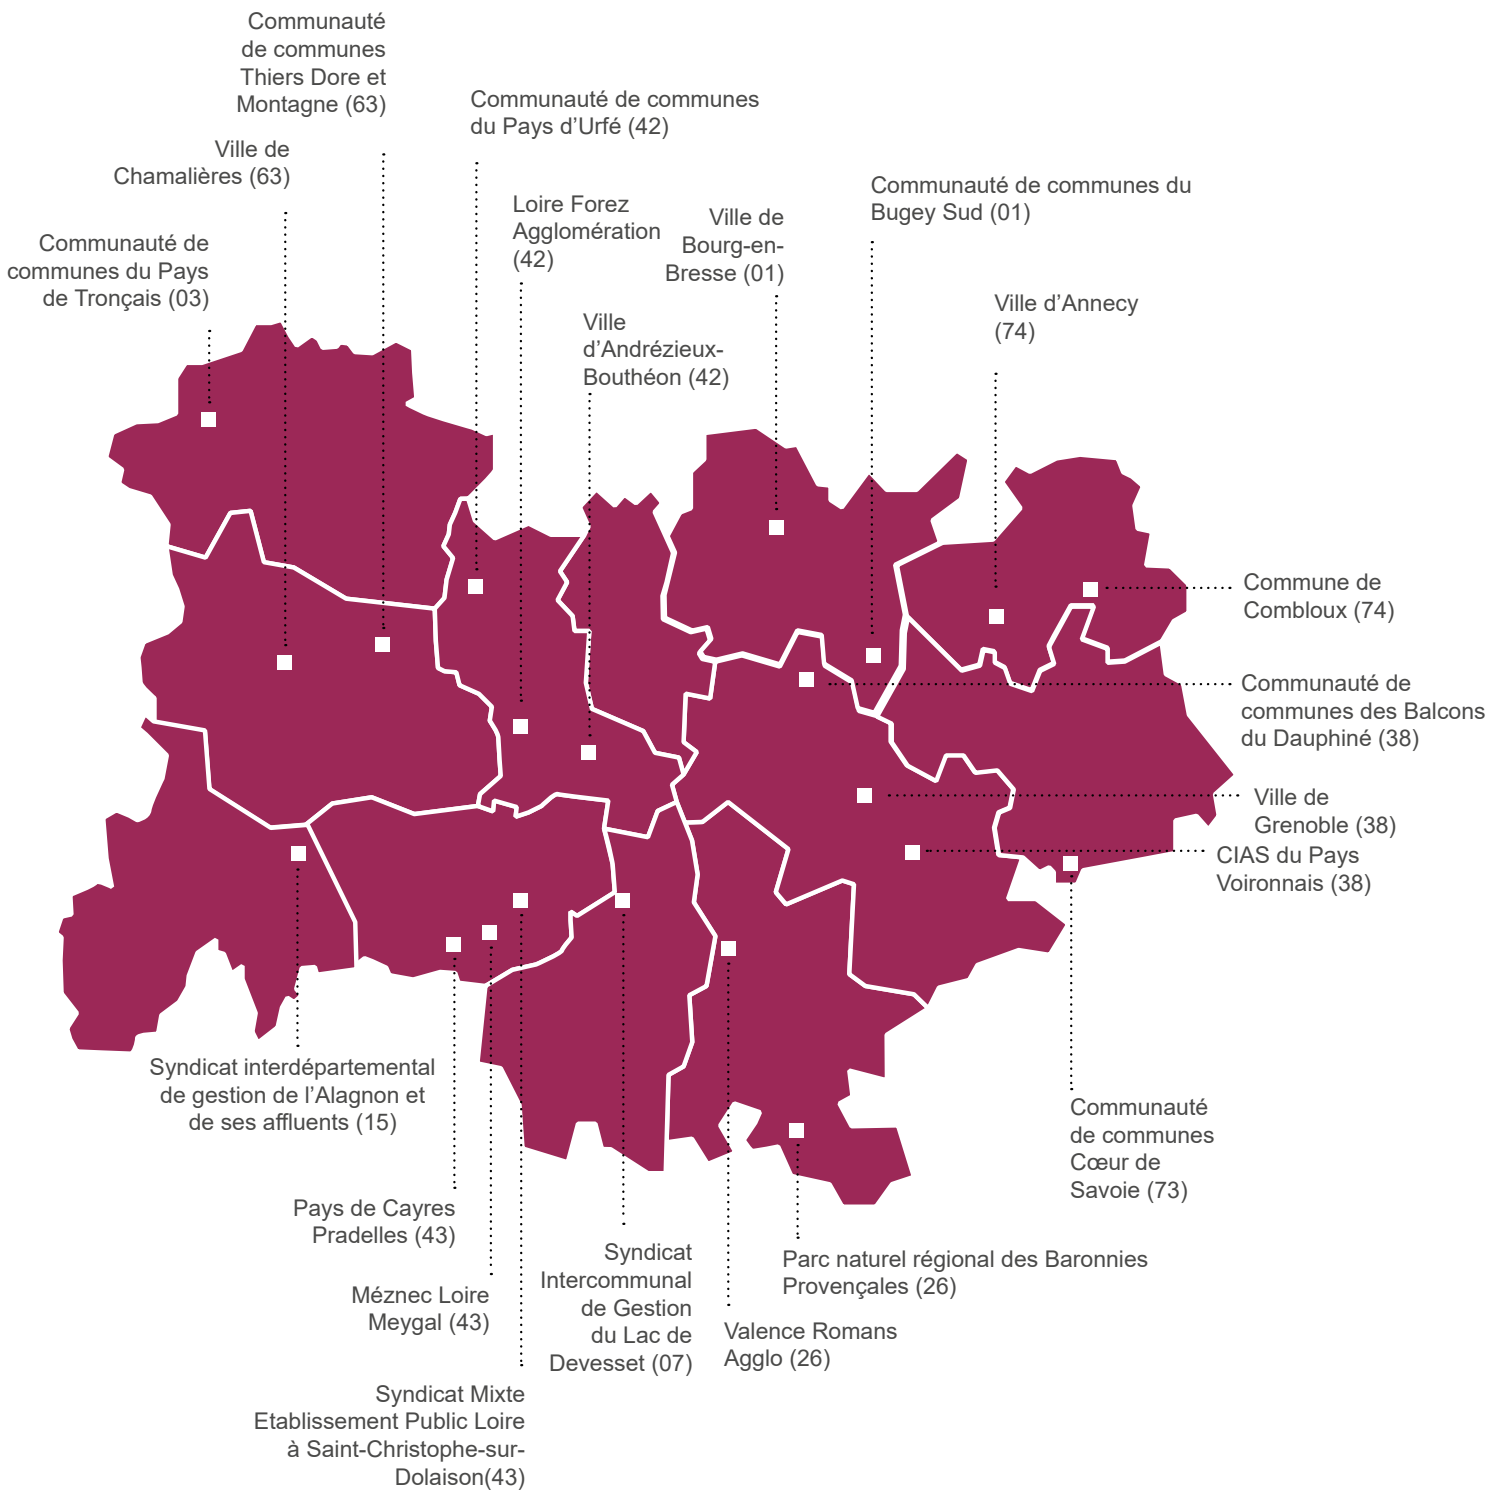 Communauté
de communes
Thiers Dore et
Montagne (63)
Communauté de communes
du Pays d’Urfé (42)
Ville de
Chamalières (63)
Communauté de communes du
Bugey Sud (01)
Loire Forez
Agglomération
(42)
Ville de
Bourg-en-
Bresse (01)
Communauté de
communes du Pays
de Tronçais (03)
Ville d’Annecy
(74)
Ville
d’Andrézieux-
Bouthéon (42)
Commune de
Combloux (74)
Communauté de
communes des Balcons
du Dauphiné (38)
Ville de
Grenoble (38)
CIAS du Pays
Voironnais (38)
Syndicat interdépartemental
de gestion de l’Alagnon et
de ses affluents (15)
Communauté
de communes
Cœur de
Savoie (73)
Pays de Cayres
Pradelles (43)
Syndicat
Intercommunal
de Gestion
du Lac de
Devesset (07)
Parc naturel régional des Baronnies
Provençales (26)
Méznec Loire
Meygal (43)
Valence Romans
Agglo (26)
Syndicat Mixte
Etablissement Public Loire
à Saint-Christophe-sur-
Dolaison(43)